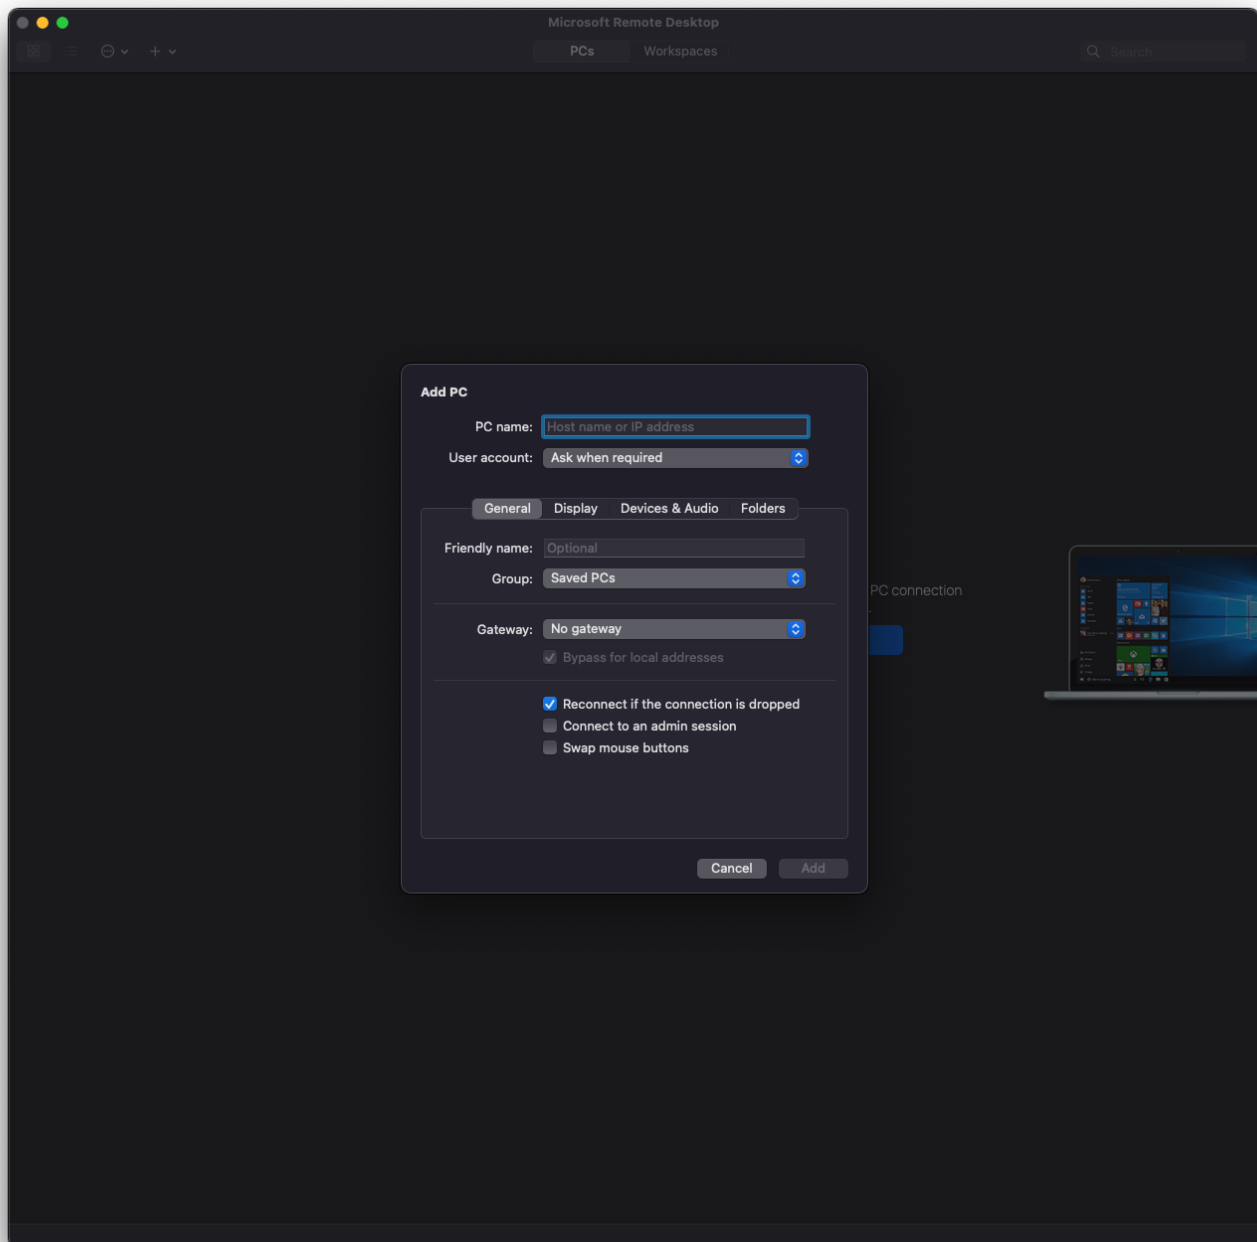 Microsoft Remote Desktop
PCs Workspaces Search
Add PC
PC name: Host name or IP address
User account: Ask when required
General Display Devices & Audio Folders
Friendly name: Optional
Group: Saved PCs
PC connection
Gateway: No gateway
Bypass for local addresses
Reconnect if the connection is dropped
Connect to an admin session
Swap mouse buttons
Cancel Add